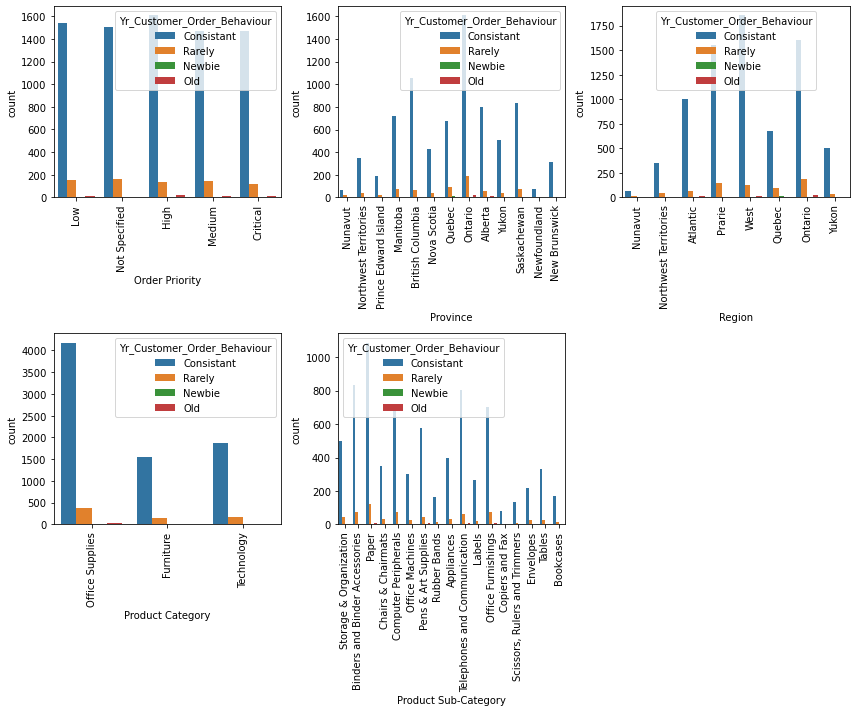 1600
1400
1200
1000
800
600
400
200
0
count
Yr_Customer_Order_Behaviour
Consistant
Rarely
Newbie
Old
Low
Not Specified
High
Medium
Critical
Order Priority
1600
1400
1200
1000
800
600
400
200
0
count
Yr_Customer_Order_Behaviour
Consistant
Rarely
Newbie
Old
Nunavut
Northwest Territories
Prince Edward Island
Manitoba
British Columbia
Nova Scotia
Quebec
Ontario
Alberta
Yukon
Saskachewan
Newfoundland
New Brunswick
Province
1750
1500
1250
1000
750
500
250
0
count
Yr_Customer_Order_Behaviour
Consistant
Rarely
Newbie
Old
Nunavut
Northwest Territories
Atlantic
Prarie
West
Quebec
Ontario
Yukon
Region
4000
3500
3000
2500
2000
1500
1000
500
0
count
Yr_Customer_Order_Behaviour
Consistant
Rarely
Newbie
Old
Office Supplies
Furniture
Technology
Product Category
1000
800
600
400
200
0
count
Yr_Customer_Order_Behaviour
Consistant
Rarely
Newbie
Old
Storage & Organization
Binders and Binder Accessories
Paper
Chairs & Chairmats
Computer Peripherals
Office Machines
Pens & Art Supplies
Rubber Bands
Appliances
Telephones and Communication
Labels
Office Furnishings
Copiers and Fax
Scissors, Rulers and Trimmers
Envelopes
Tables
Bookcases
Product Sub-Category